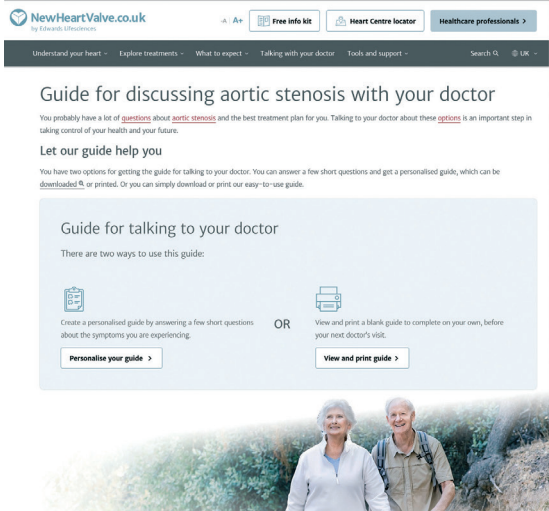 NewHeartValve.co.uk
by Edwards Lifesciences
-A | A+
Free info kit
Heart Centre locator
Healthcare professionals >
Understand your heart
Explore treatments
What to expect
Talking with your doctor
Tools and support
Search
UK
Guide for discussing aortic stenosis with your doctor
You probably have a lot of questions about aortic stenosis and the best treatment plan for you. Talking to your doctor about these options is an important step in
taking control of your health and your future.
Let our guide help you
You have two options for getting the guide for talking to your doctor. You can answer a few short questions and get a personalised guide, which can be
downloaded or printed. Or you can simply download or print our easy-to-use guide.
Guide for talking to your doctor
There are two ways to use this guide:
Create a personalised guide by answering a few short questions
about the symptoms you are experiencing.
Personalise your guide >
OR
View and print a blank guide to complete on your own, before
your next doctor's visit.
View and print guide >